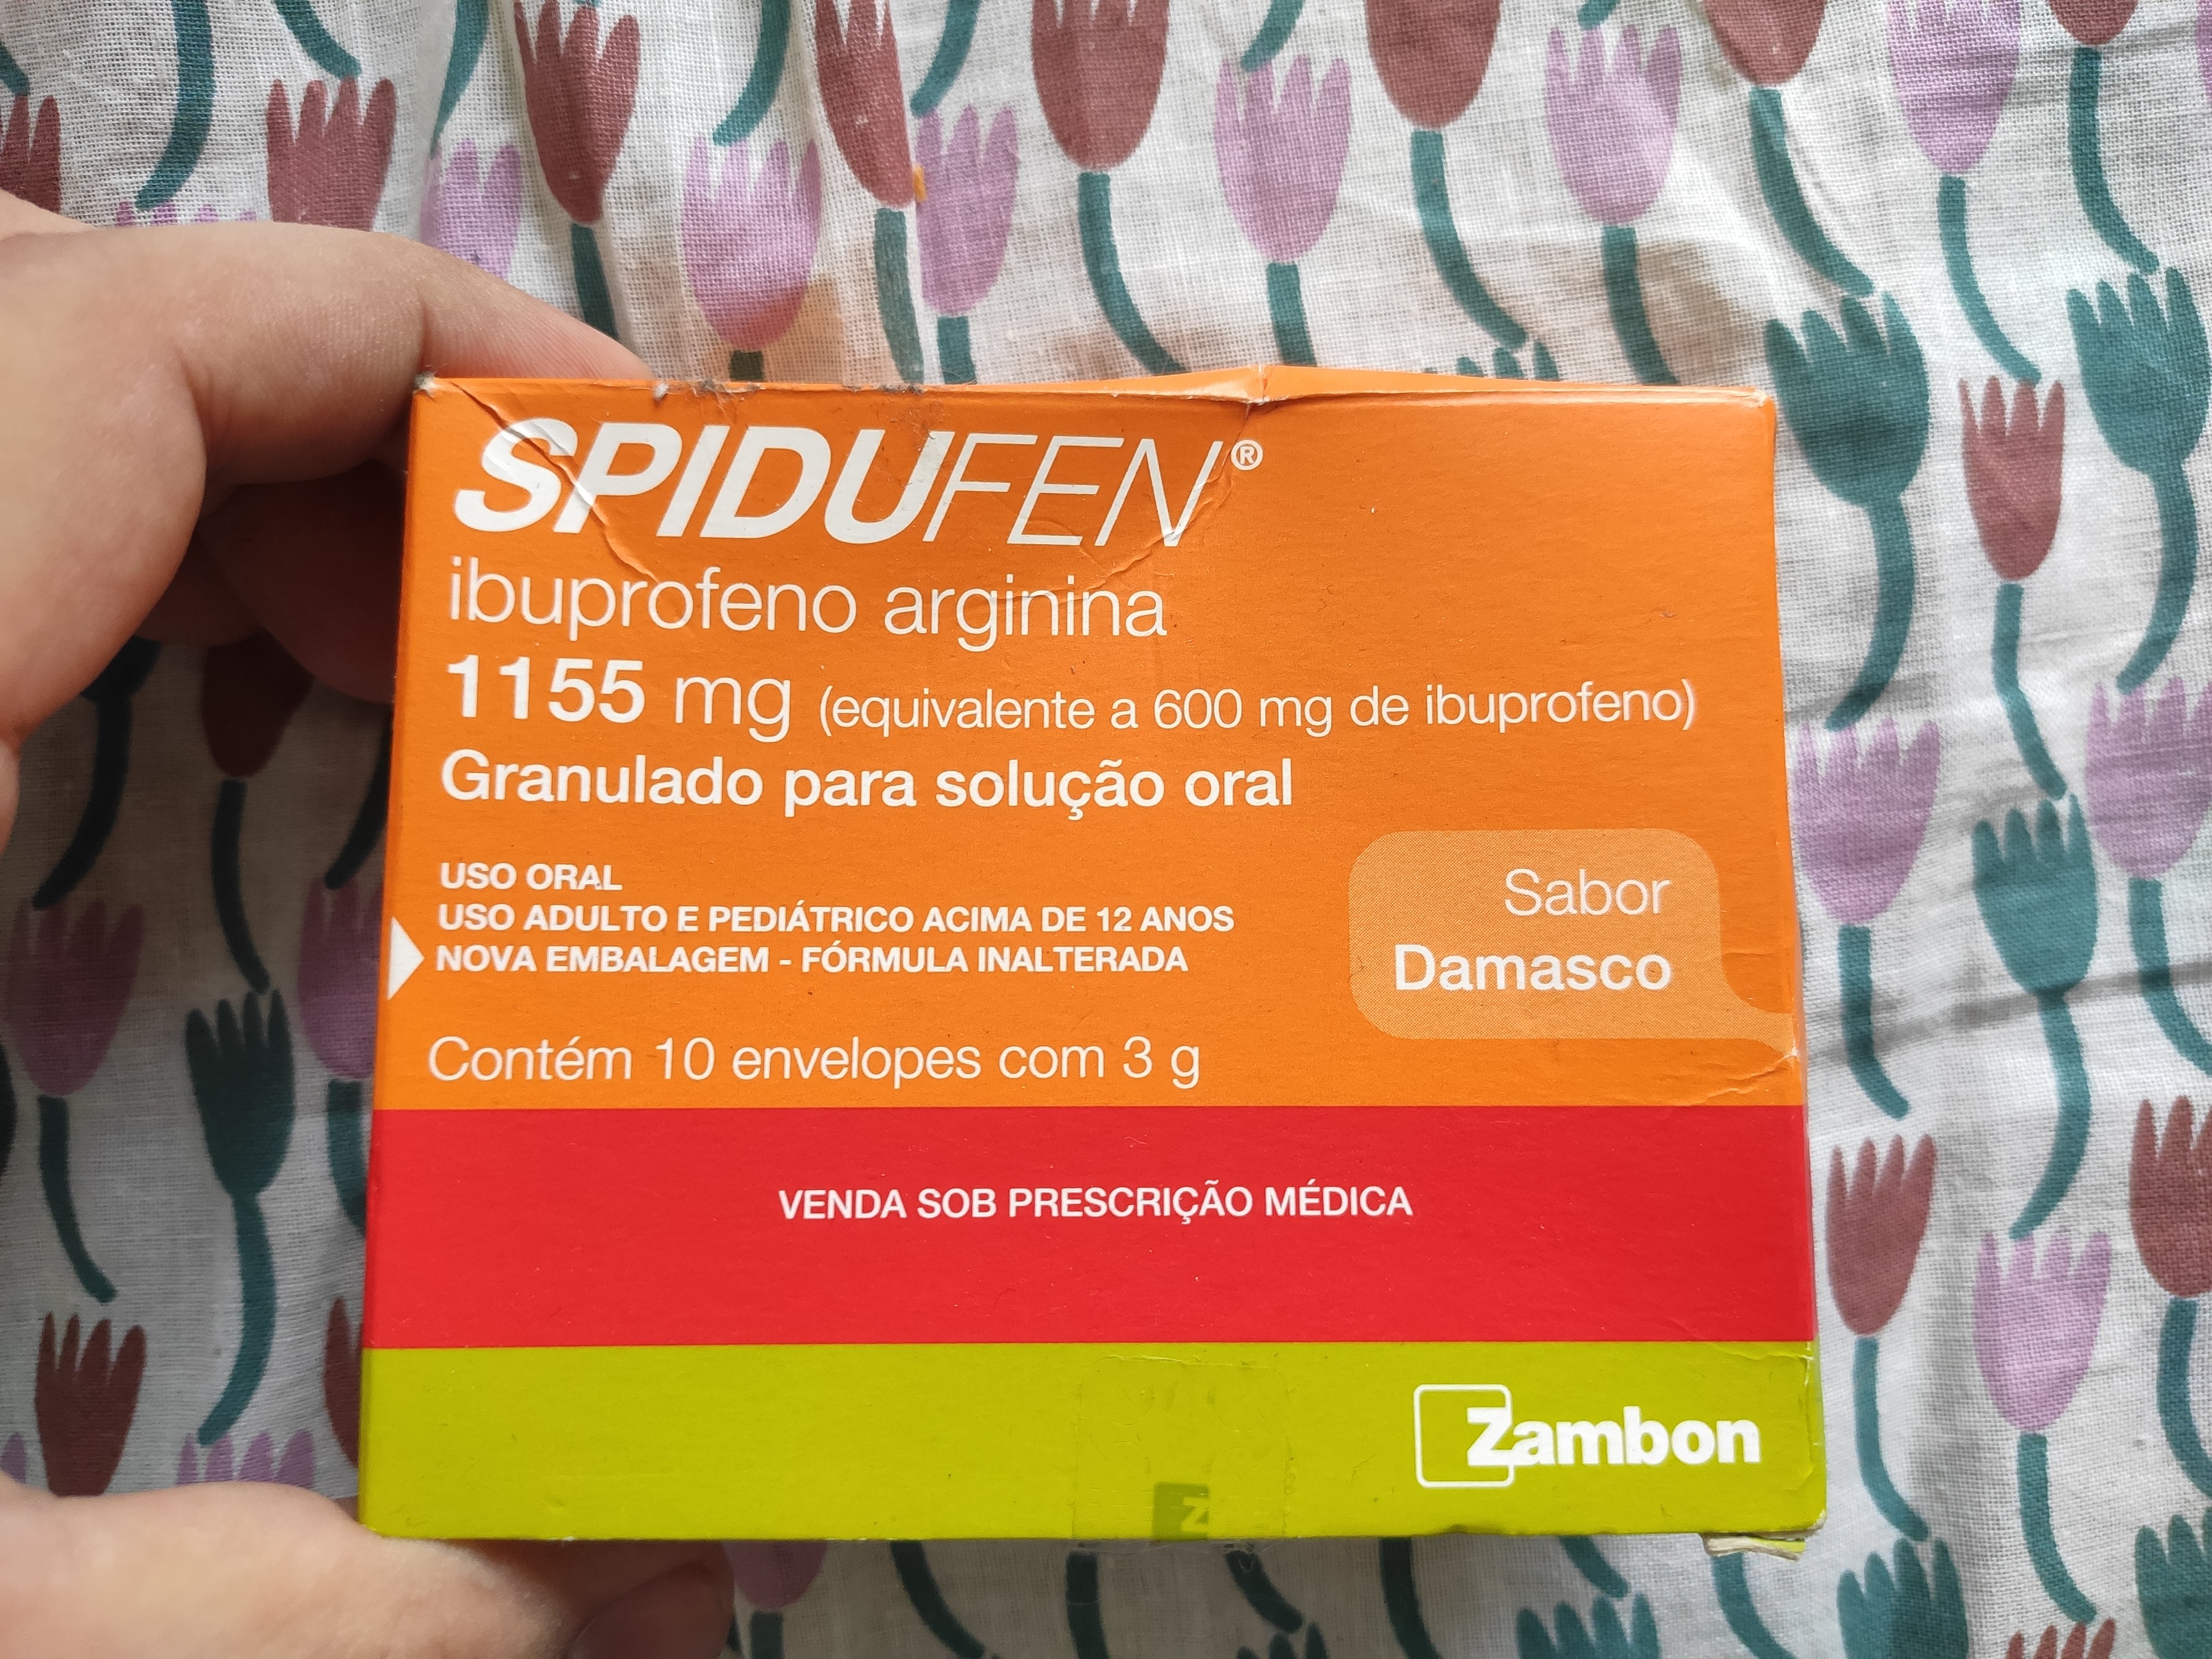 SPIDUFEN®
ibuprofeno arginina
1155 mg (equivalente a 600 mg de ibuprofeno)
Granulado para solução oral
USO ORAL
USO ADULTO E PEDIÁTRICO ACIMA DE 12 ANOS
NOVA EMBALAGEM - FÓRMULA INALTERADA
Sabor
Damasco
Contém 10 envelopes com 3 g
VENDA SOB PRESCRIÇÃO MÉDICA
Zambon
Z